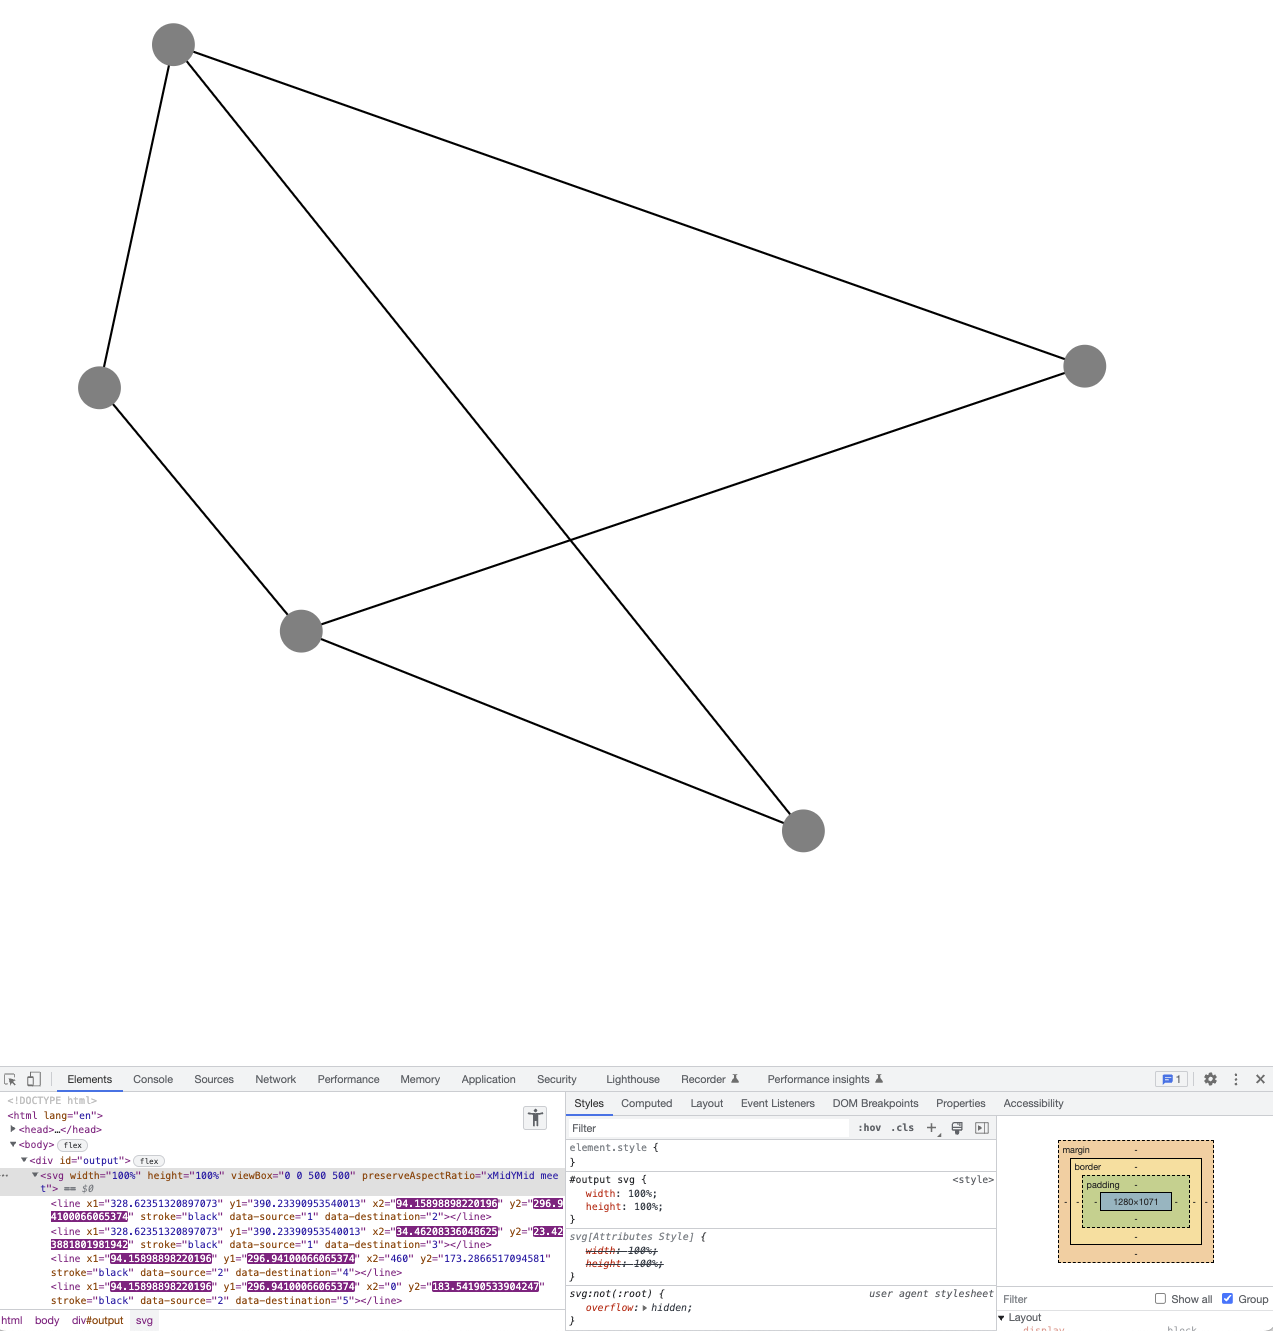 Elements Console Sources Network Performance Memory Application Security Lighthouse Recorder Performance insights 1
<!DOCTYPE html>
<html lang="en">
<head>…</head>
<body> flex
<div id="output"> flex
<svg width="100%" height="100%" viewBox="0 0 500 500" preserveAspectRatio="xMidYMid mee
t"> == $0
<line x1="328.62351320897073" y1="390.23390953540013" x2="94.15898898220196" y2="296.9
4100066065374" stroke="black" data-source="1" data-destination="2"></line>
<line x1="328.62351320897073" y1="390.23390953540013" x2="34.46208336048625" y2="23.42
3881801981942" stroke="black" data-source="1" data-destination="3"></line>
<line x1="94.15898898220196" y1="296.94100066065374" x2="460" y2="173.2866517094581"
stroke="black" data-source="2" data-destination="4"></line>
<line x1="94.15898898220196" y1="296.94100066065374" x2="0" y2="183.54190533904247"
stroke="black" data-source="2" data-destination="5"></line>
html body div#output svg
Styles Computed Layout Event Listeners DOM Breakpoints Properties Accessibility
Filter :hov .cls
element.style {
}
#output svg { <style>
width: 100%;
height: 100%;
}
svg[Attributes Style] {
width: 100%;
height: 100%;
}
svg:not(:root) { user agent stylesheet
overflow: hidden;
}
margin -
border -
padding -
- - - 1280×1071 - - -
-
-
-
Filter Show all Group
Layout
display block